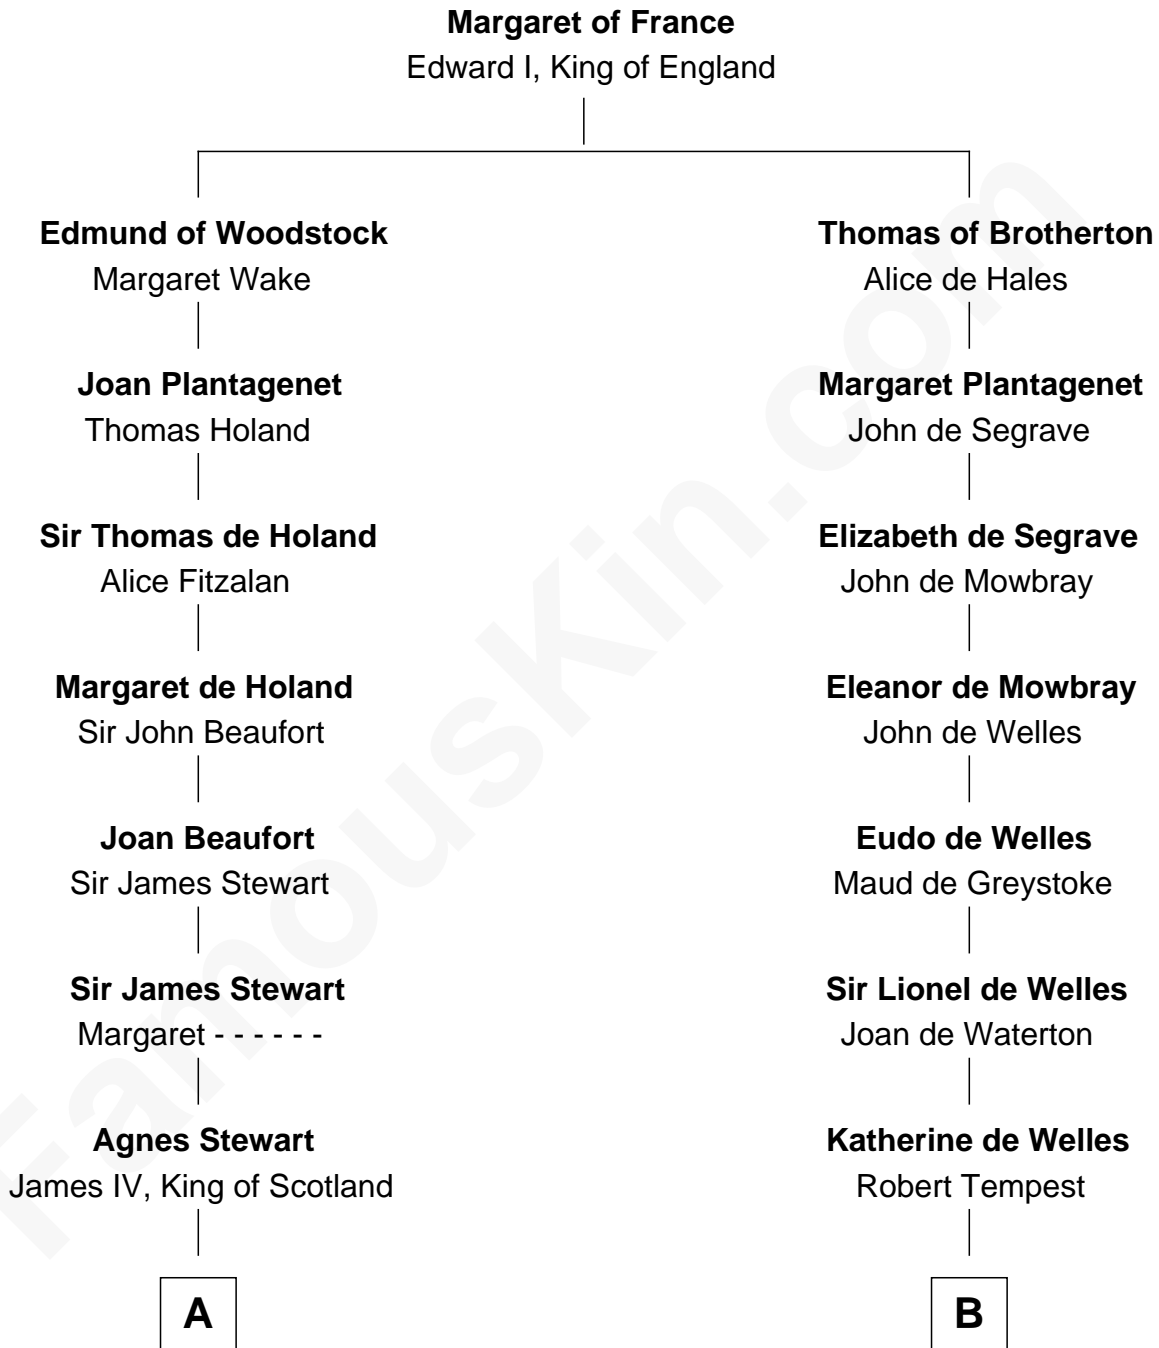 Margaret of France
Edward I, King of England
Edmund of Woodstock
Margaret Wake
Joan Plantagenet
Thomas Holand
Sir Thomas de Holand
Alice Fitzalan
Margaret de Holand
Sir John Beaufort
Joan Beaufort
Sir James Stewart
Sir James Stewart
Margaret - - - - - -
Agnes Stewart
James IV, King of Scotland
A
Thomas of Brotherton
Alice de Hales
Margaret Plantagenet
John de Segrave
Elizabeth de Segrave
John de Mowbray
Eleanor de Mowbray
John de Welles
Eudo de Welles
Maud de Greystoke
Sir Lionel de Welles
Joan de Waterton
Katherine de Welles
Robert Tempest
B
FamousKin.com